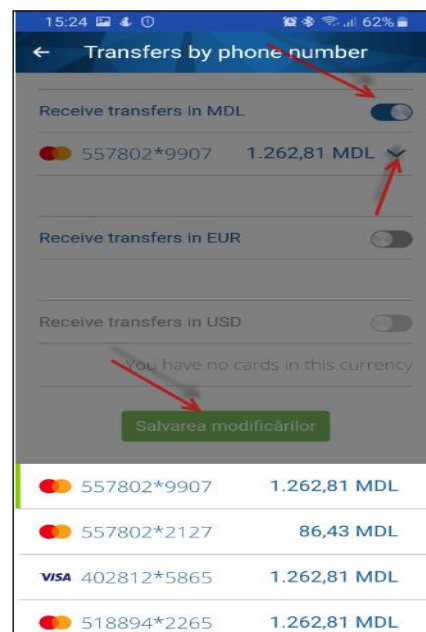 15:24 62%
Transfers by phone number
Receive transfers in MDL
557802*9907 1.262,81 MDL
Receive transfers in EUR
Receive transfers in USD
You have no cards in this currency
Salvarea modificărilor
557802*9907 1.262,81 MDL
557802*2127 86,43 MDL
VISA 402812*5865 1.262,81 MDL
518894*2265 1.262,81 MDL